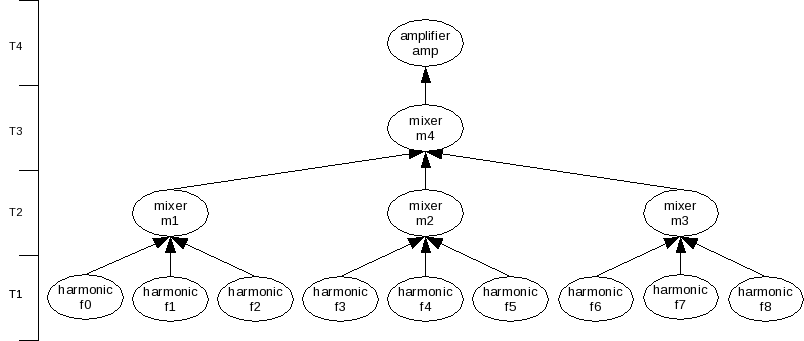 T4
amplifier
amp
T3
mixer
m4
T2
mixer
m1
mixer
m2
mixer
m3
T1
harmonic
f0
harmonic
f1
harmonic
f2
harmonic
f3
harmonic
f4
harmonic
f5
harmonic
f6
harmonic
f7
harmonic
f8